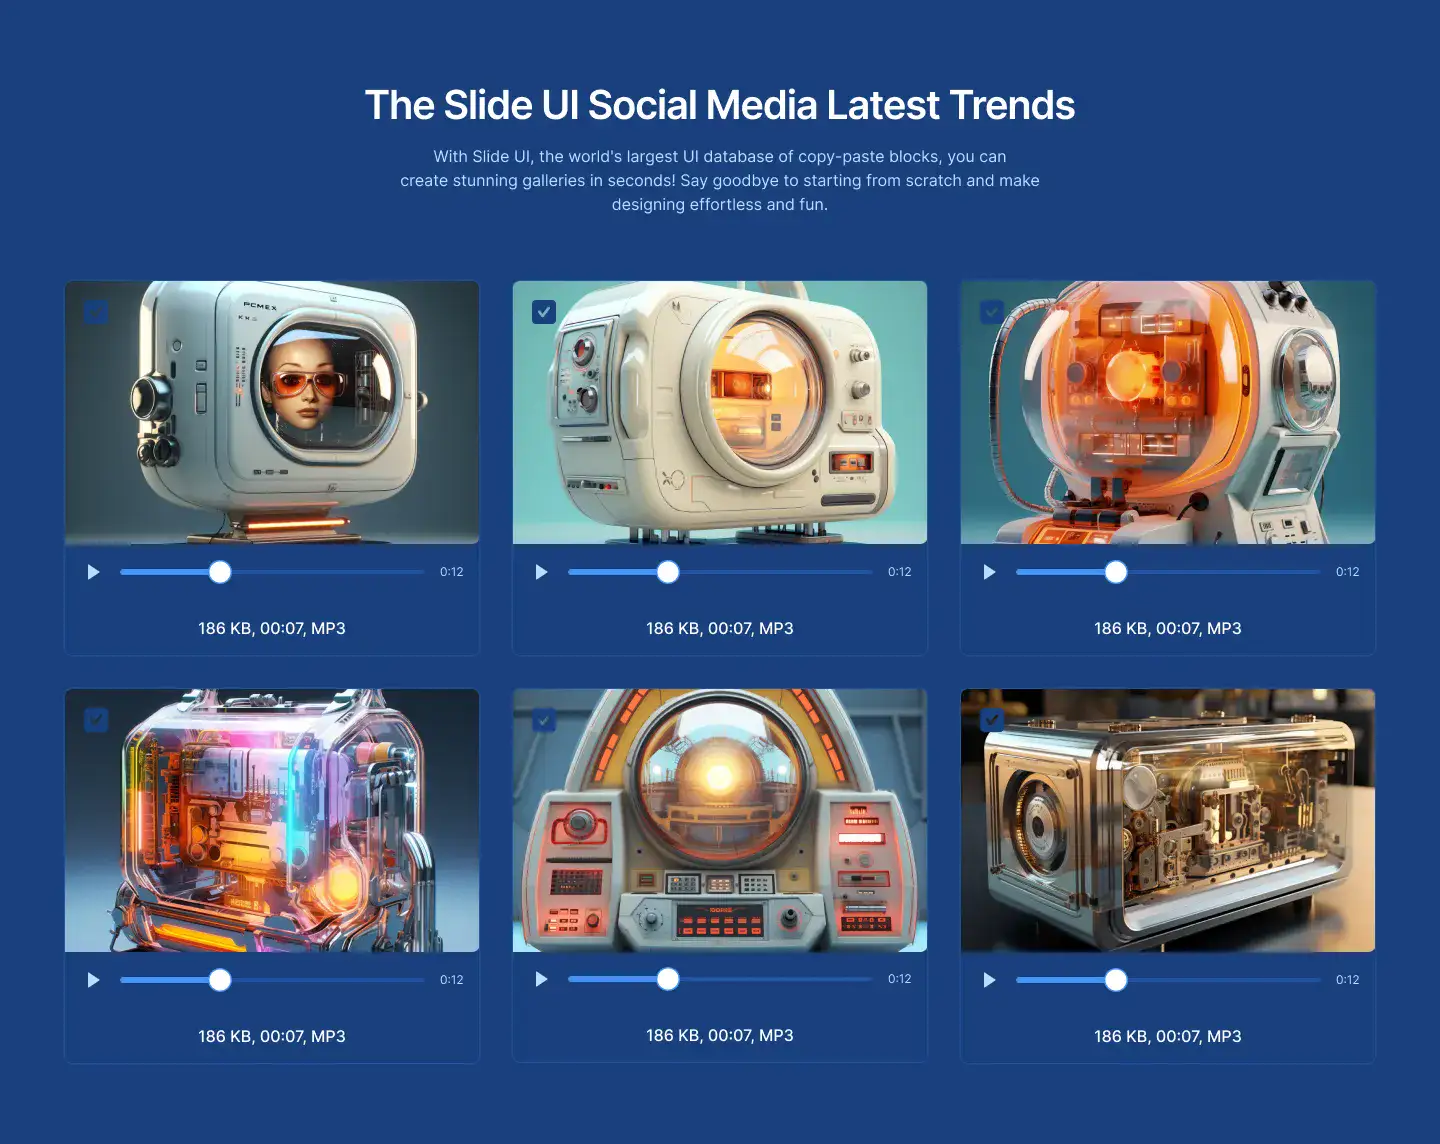 The Slide UI Social Media Latest Trends
With Slide UI, the world's largest UI database of copy-paste blocks, you can
create stunning galleries in seconds! Say goodbye to starting from scratch and make
designing effortless and fun.
PCMEX
0:12
0:12
0:12
186 KB, 00:07, MP3
186 KB, 00:07, MP3
186 KB, 00:07, MP3
0:12
0:12
0:12
186 KB, 00:07, MP3
186 KB, 00:07, MP3
186 KB, 00:07, MP3